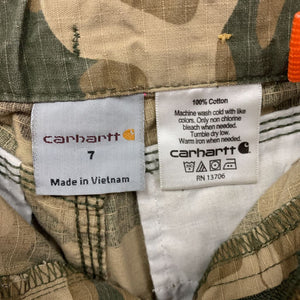 carhartt
7
Made in Vietnam
100% Cotton
Machine wash cold with like
colors. Only non chlorine
bleach when needed.
Tumble dry low.
Warm iron if needed.
carhartt
RN 13706